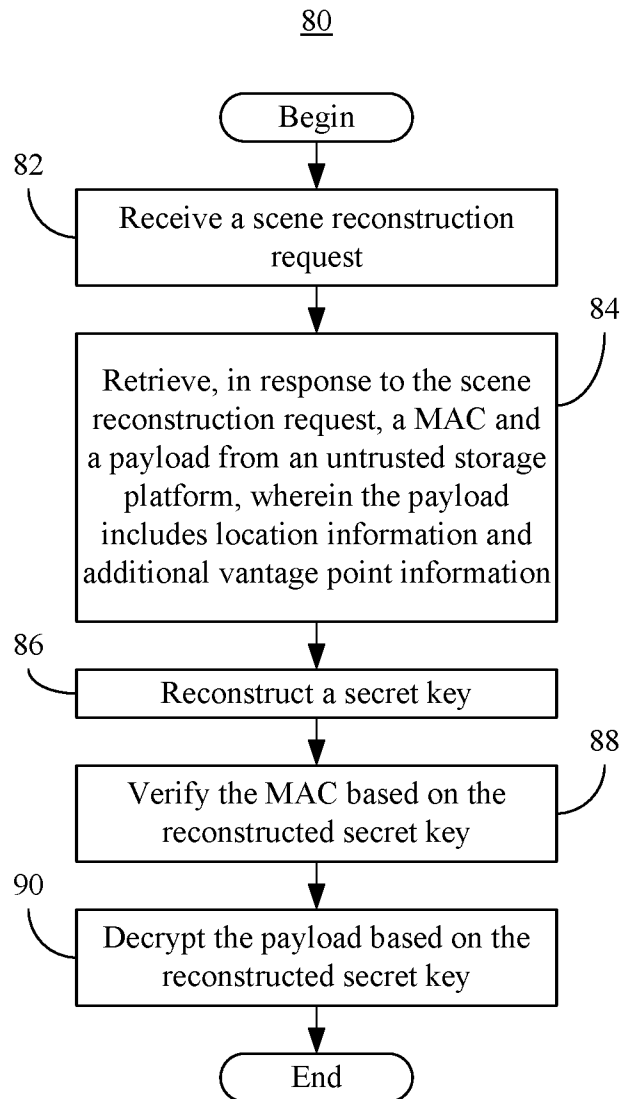 80
Begin
82
Receive a scene reconstruction
request
84
Retrieve, in response to the scene
reconstruction request, a MAC and
a payload from an untrusted storage
platform, wherein the payload
includes location information and
additional vantage point information
86
Reconstruct a secret key
88
Verify the MAC based on the
reconstructed secret key
90
Decrypt the payload based on the
reconstructed secret key
End